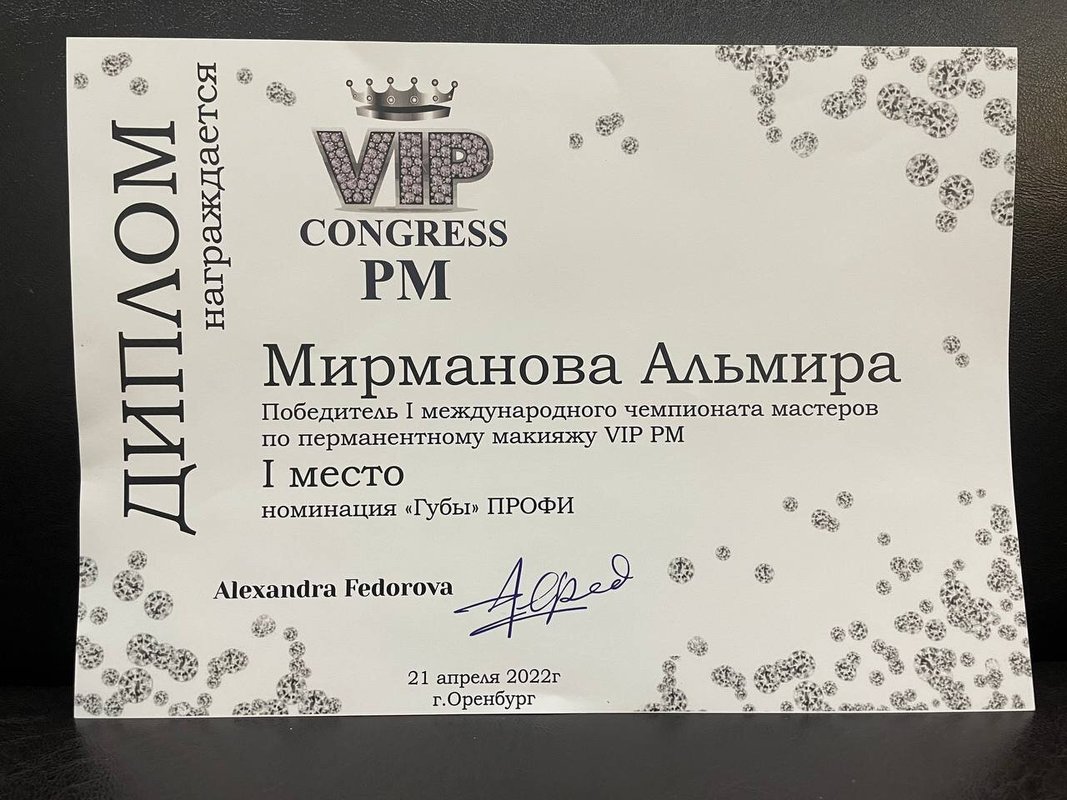 ДИПЛОМ
награждается
VIP
CONGRESS
PM
Мирманова Альмира
Победитель I международного чемпионата мастеров
по перманентному макияжу VIP PM
I место
номинация «Губы» ПРОФИ
Alexandra Fedorova
21 апреля 2022г
г.Оренбург